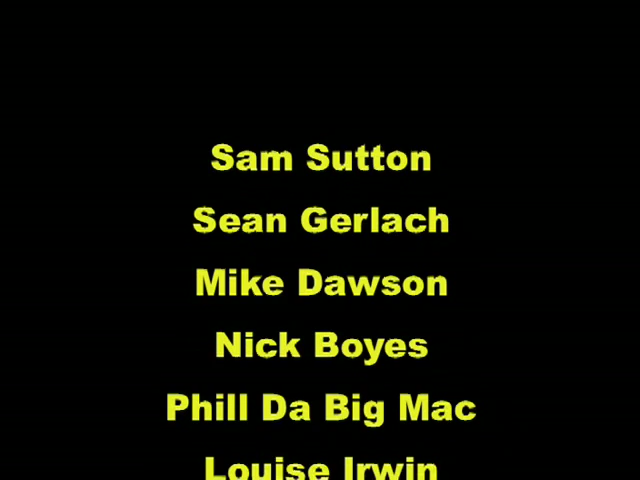 Sam Sutton
Sean Gerlach
Mike Dawson
Nick Boyes
Phill Da Big Mac
Louise Irwin